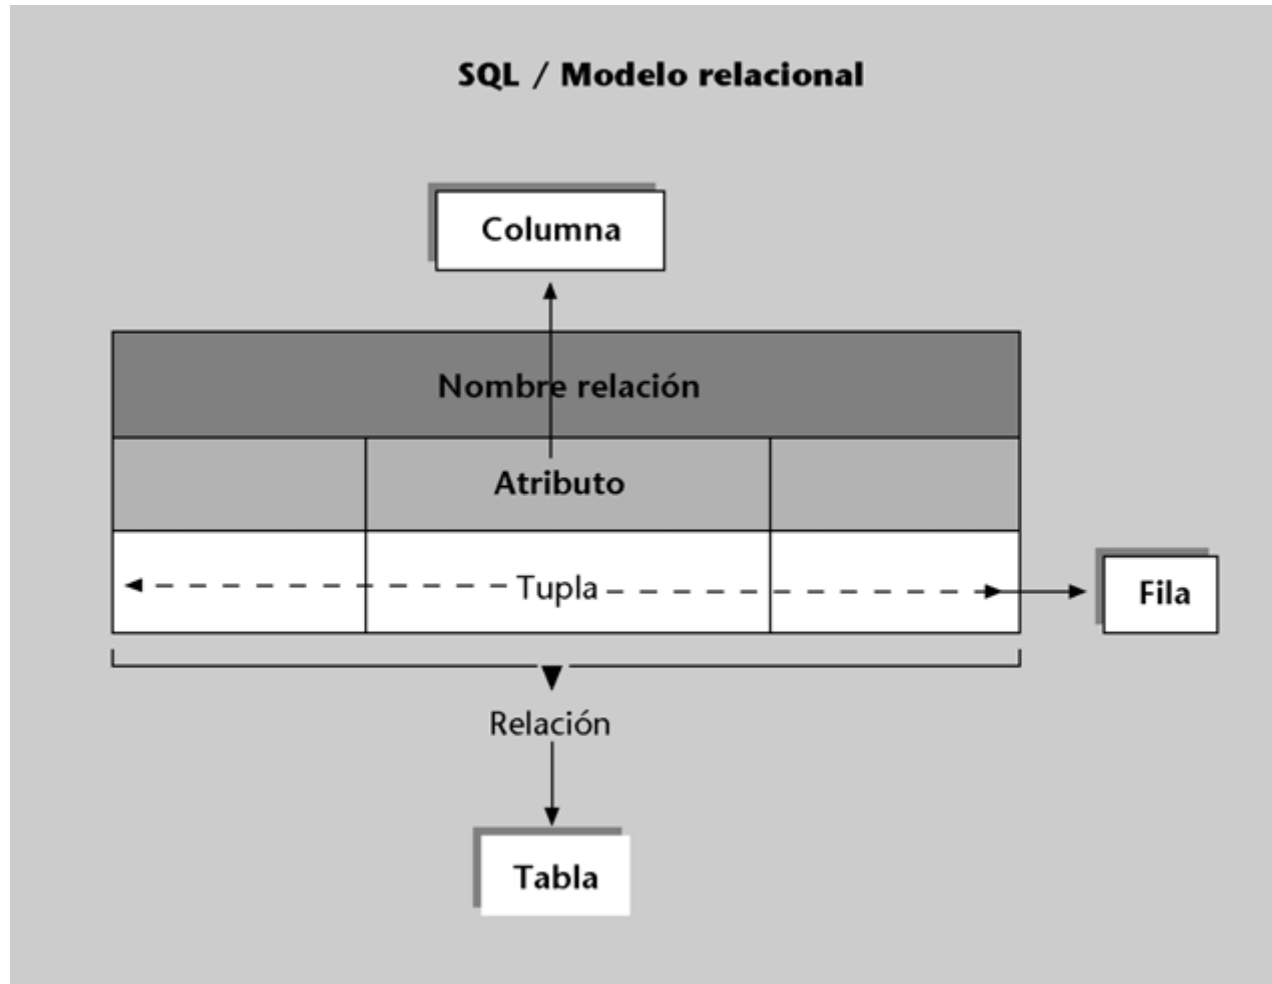 SQL / Modelo relacional
Columna
Nombre relación
Atributo
Tupla
Fila
Relación
Tabla